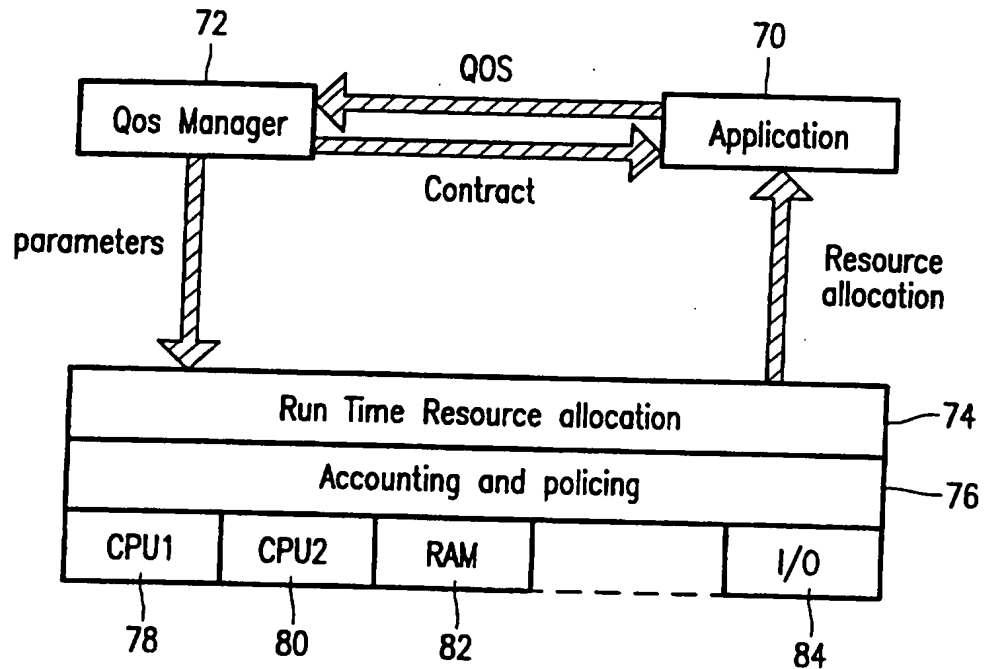 72
70
QOS
Qos Manager
Application
Contract
parameters
Resource
allocation
Run Time Resource allocation
74
Accounting and policing
76
CPU1
CPU2
RAM
I/O
78
80
82
84